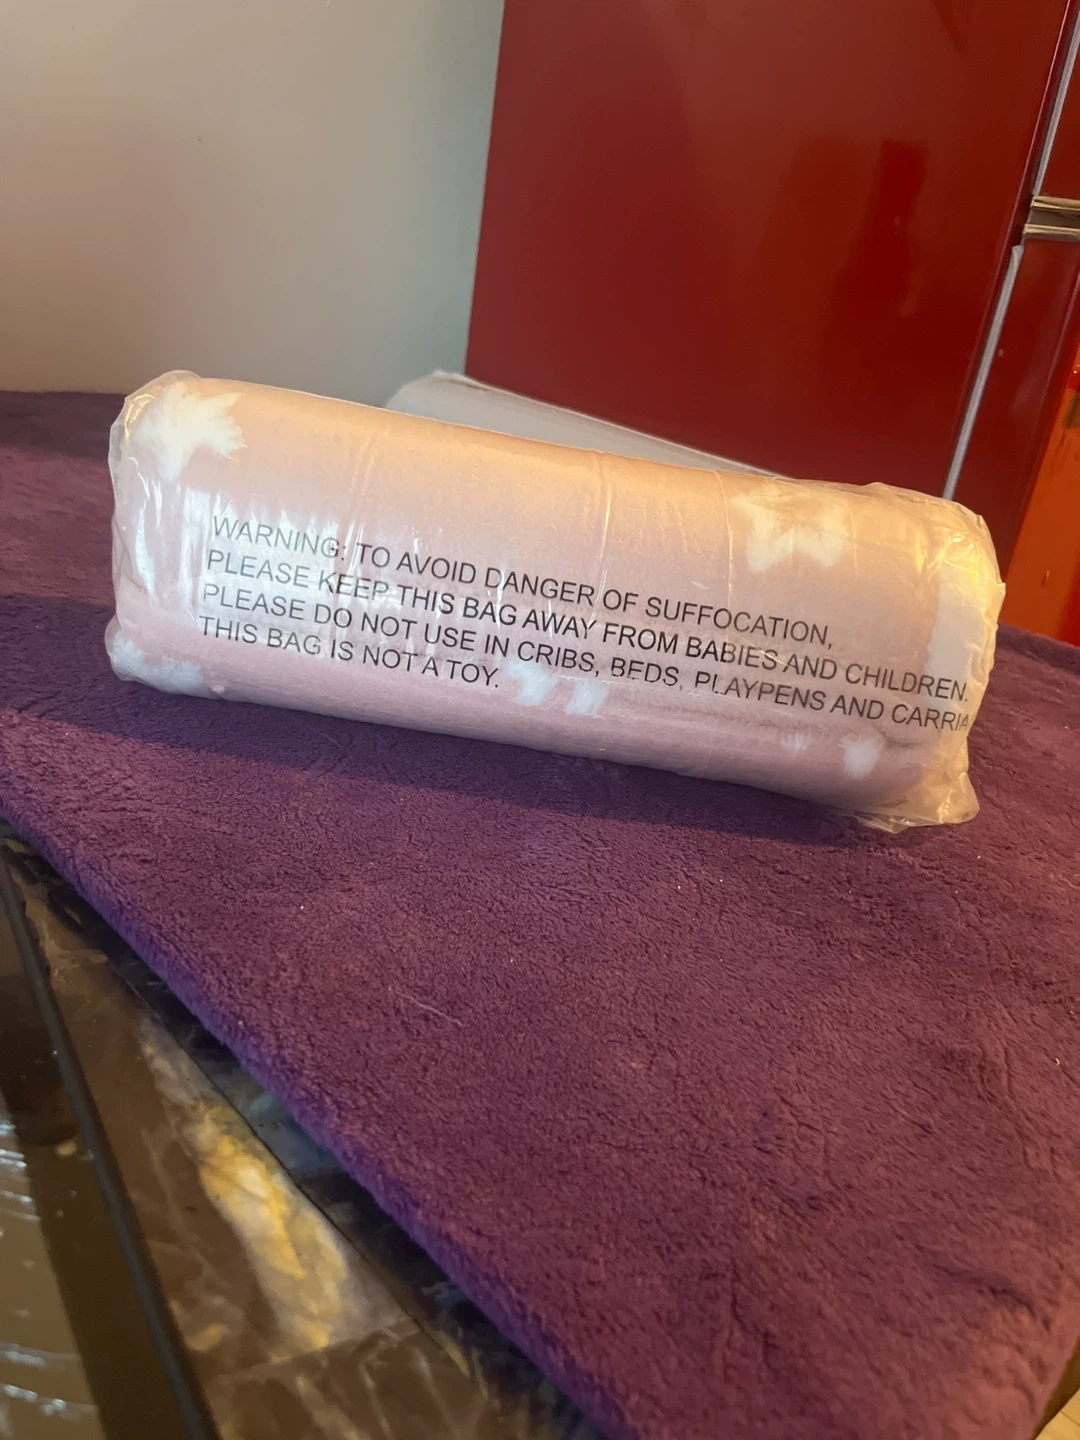 WARNING: TO AVOID DANGER OF SUFFOCATION,
PLEASE KEEP THIS BAG AWAY FROM BABIES AND CHILDREN.
PLEASE DO NOT USE IN CRIBS, BEDS, PLAYPENS AND CARRIA
THIS BAG IS NOT A TOY.